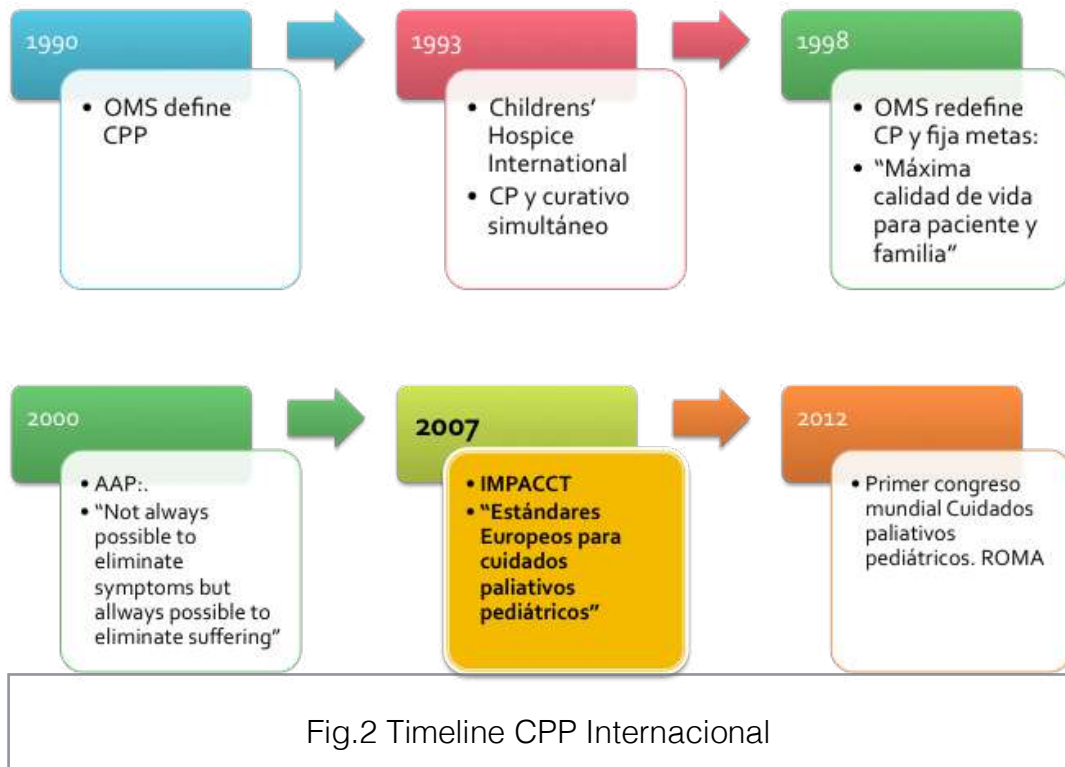 1990
• OMS define
CPP
1993
• Childrens'
Hospice
International
• CP y curativo
simultáneo
1998
• OMS redefine
CP y fija metas:
• “Máxima
calidad de vida
para paciente y
familia”
2000
• AAP:.
• “Not always
possible to
eliminate
symptoms but
allways possible to
eliminate suffering”
2007
• IMPACCT
• “Estándares
Europeos para
cuidados
paliativos
pediátricos”
2012
• Primer congreso
mundial Cuidados
paliativos
pediátricos. ROMA
Fig.2 Timeline CPP Internacional